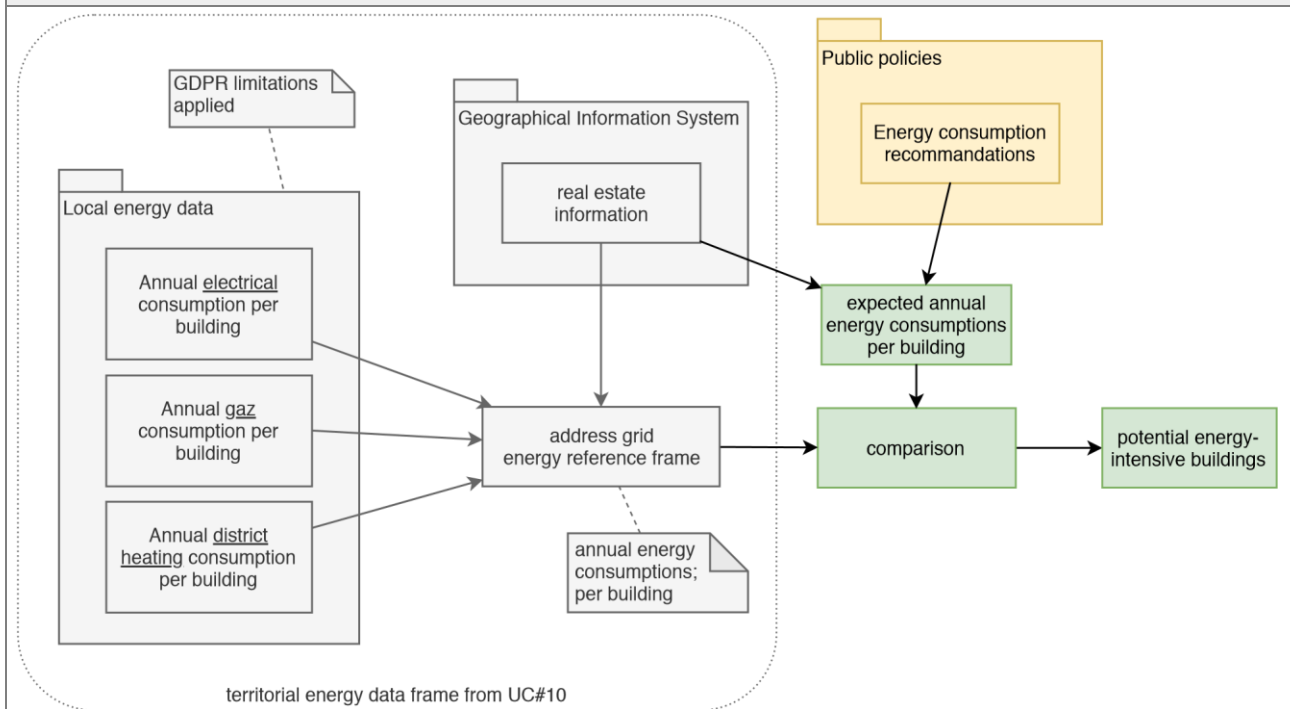 GDPR limitations
applied
Local energy data
Annual electrical
consumption per
building
Annual gaz
consumption per
building
Annual district
heating consumption
per building
Geographical Information System
real estate
information
address grid
energy reference frame
annual energy
consumptions;
per building
territorial energy data frame from UC#10
Public policies
Energy consumption
recommandations
expected annual
energy consumptions
per building
comparison
potential energy-
intensive buildings